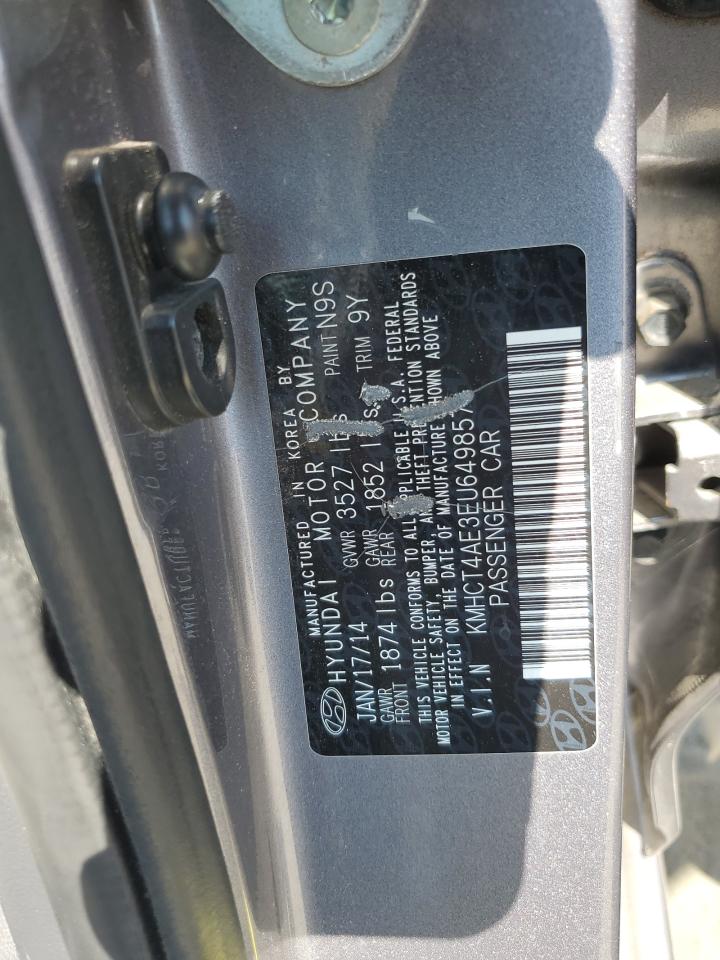 MANUFACTURED IN KOREA BY
HYUNDAI MOTOR COMPANY
JAN/17/14 GVWR 3527 lbs PAINT N9S
GAWR FRONT 1874 lbs GAWR REAR 1852 lbs TRIM 9Y
THIS VEHICLE CONFORMS TO ALL APPLICABLE U.S.A. FEDERAL
MOTOR VEHICLE SAFETY, BUMPER, AND THEFT PREVENTION STANDARDS
IN EFFECT ON THE DATE OF MANUFACTURE SHOWN ABOVE
V.I.N KMHCT4AE3EU649857
PASSENGER CAR